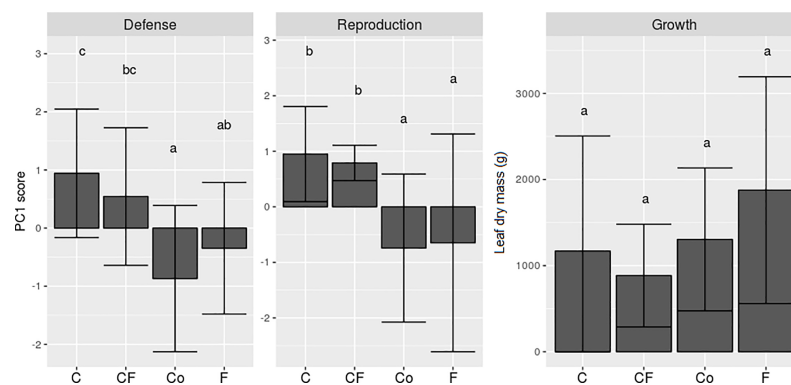 Defense
Reproduction
Growth
PC1 score
3
2
1
0
-1
-2
c
bc
a
ab
C
CF
Co
F
3
2
1
0
-1
-2
b
b
a
a
C
CF
Co
F
Leaf dry mass (g)
3000
2000
1000
0
a
a
a
a
C
CF
Co
F